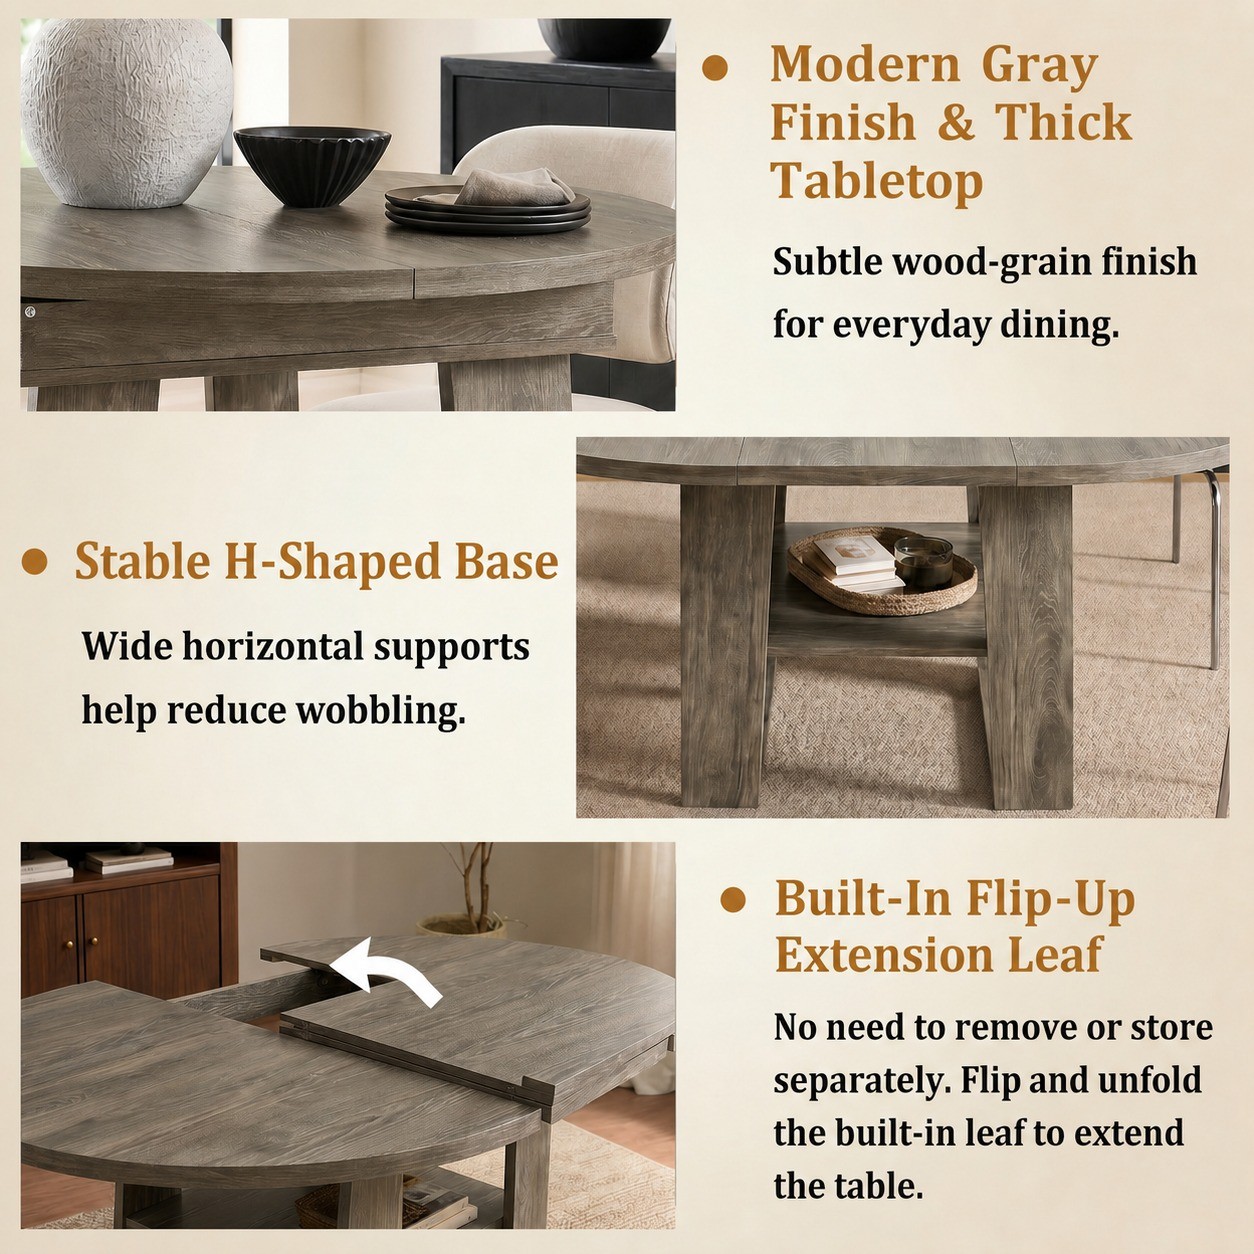 Modern Gray
Finish & Thick
Tabletop
Subtle wood-grain finish
for everyday dining.
Stable H-Shaped Base
Wide horizontal supports
help reduce wobbling.
Built-In Flip-Up
Extension Leaf
No need to remove or store
separately. Flip and unfold
the built-in leaf to extend
the table.